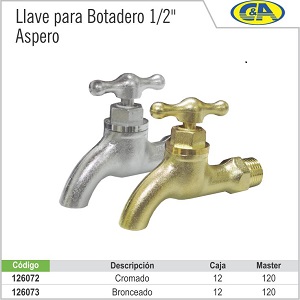 Llave para Botadero 1/2"
Aspero
C&A
Código Descripción Caja Master
126072 Cromado 12 120
126073 Bronceado 12 120